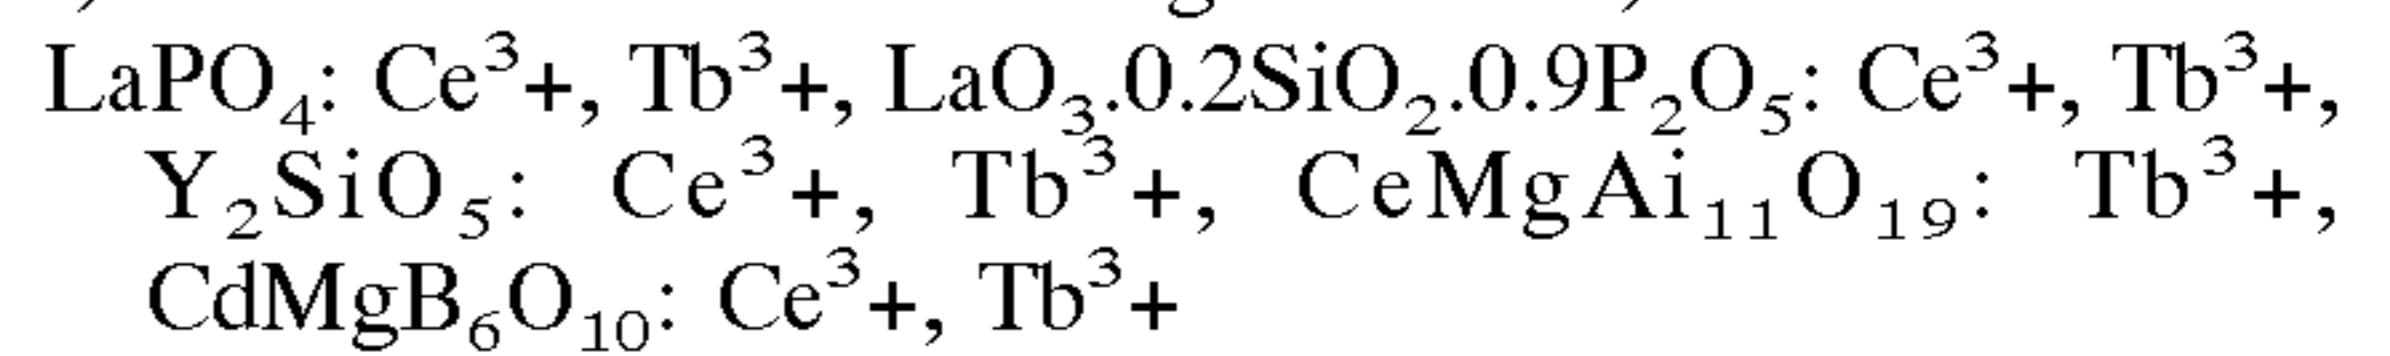 LaPO₄: Ce³+, Tb³+, LaO₃.0.2SiO₂.0.9P₂O₅: Ce³+, Tb³+,
Y₂SiO₅: Ce³+, Tb³+, CeMgAi₁₁O₁₉: Tb³+,
CdMgB₆O₁₀: Ce³+, Tb³+